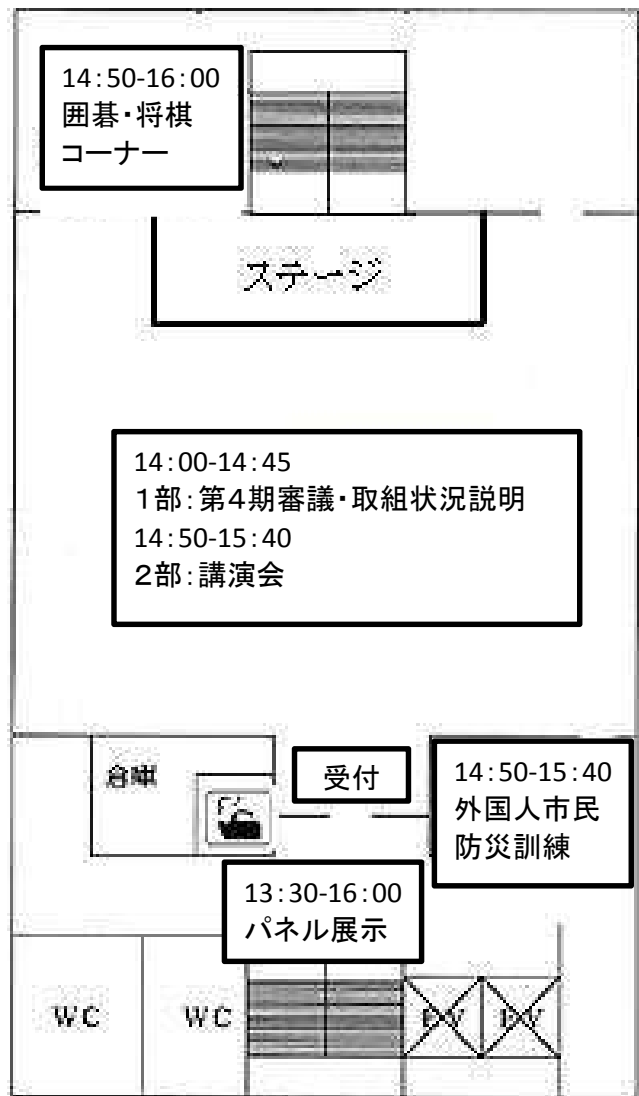 14:50-16:00
囲碁・将棋
コーナー
ステージ
14:00-14:45
1部:第4期審議・取組状況説明
14:50-15:40
2部:講演会
倉庫
受付
14:50-15:40
外国人市民
防災訓練
13:30-16:00
パネル展示
WC
WC
EV
EV